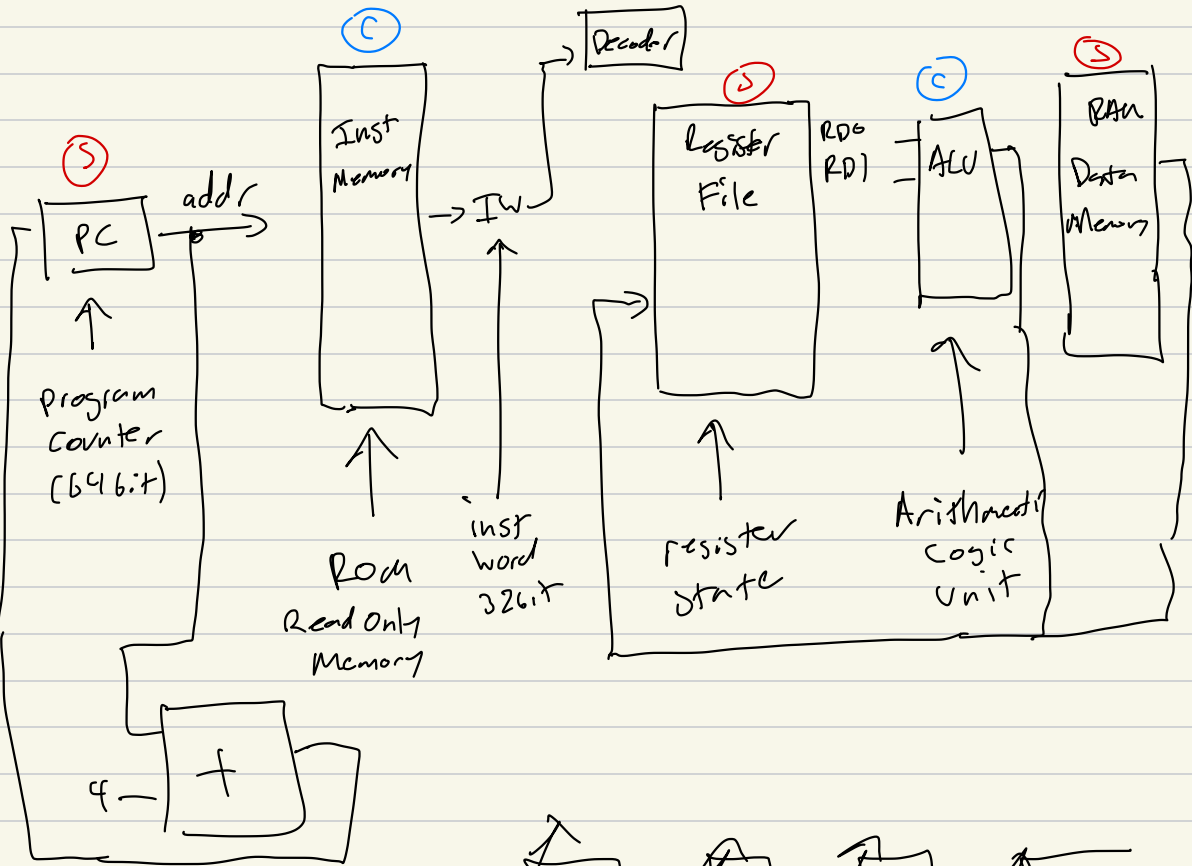 C
Decoder
S
C
S
Inst
Memory
Register
File
RD0
RD1
ALU
RAM
Data
Memory
S
addr
PC
IW
Program
Counter
(64bit)
ROM
Read Only
Memory
inst
word
32bit
register
state
Arithmetic
Logic
Unit
+
4